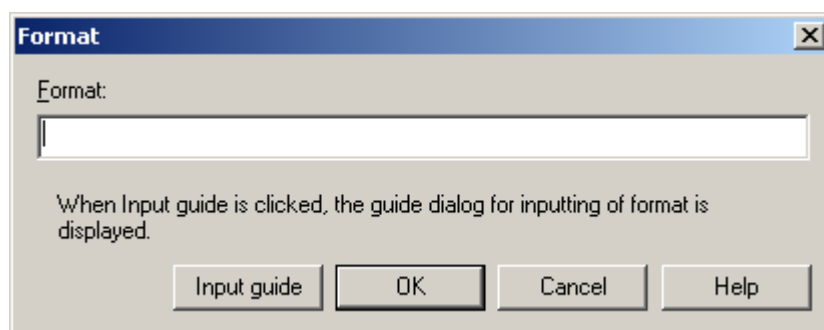 Format
Format:
When Input guide is clicked, the guide dialog for inputting of format is
displayed.
Input guide OK Cancel Help